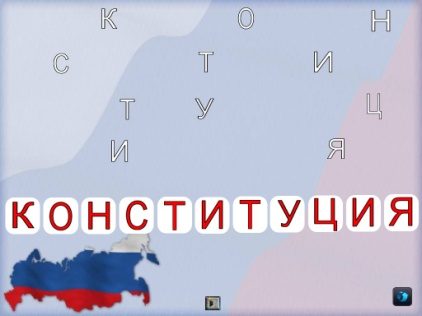 К О Н
С Т И
Т У Ц
И Я
КОНСТИТУЦИЯ